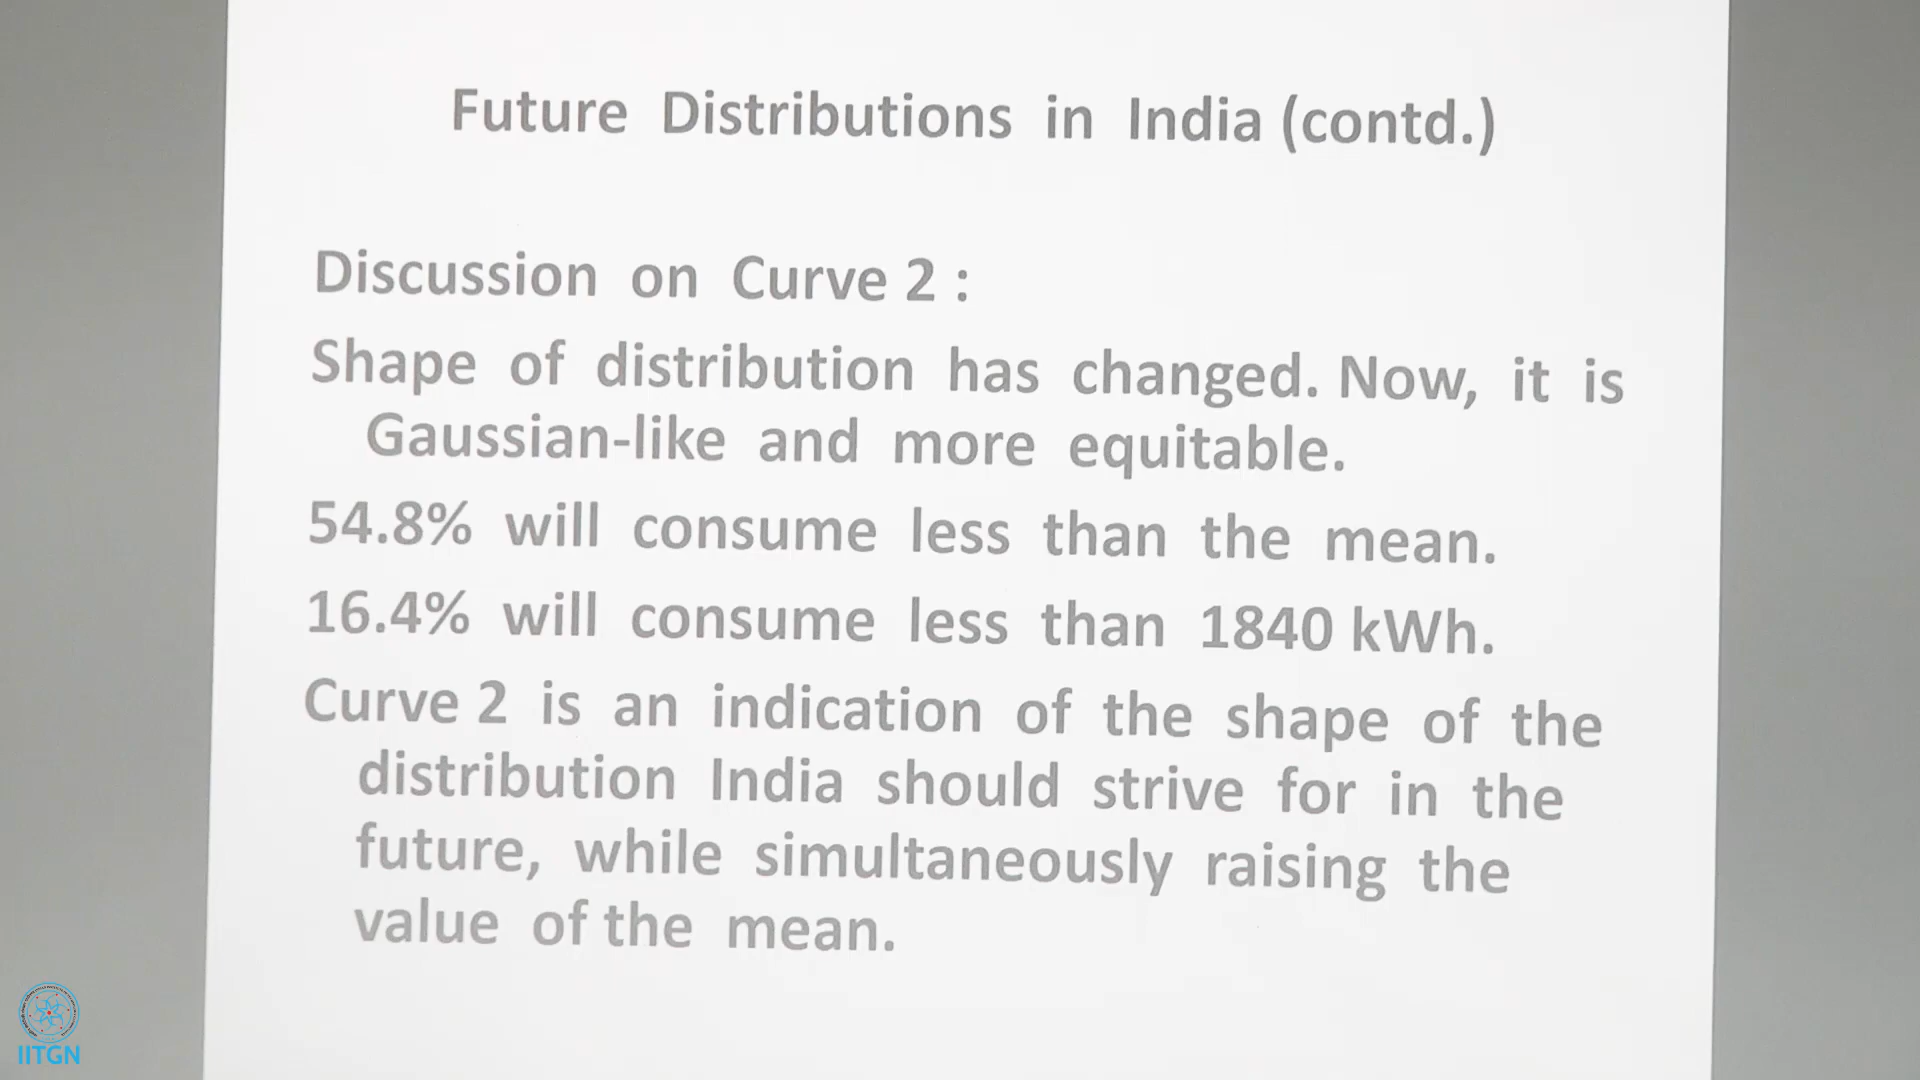 Future Distributions in India (contd.)
Discussion on Curve 2 :
Shape of distribution has changed. Now, it is
Gaussian-like and more equitable.
54.8% will consume less than the mean.
16.4% will consume less than 1840 kWh.
Curve 2 is an indication of the shape of the
distribution India should strive for in the
future, while simultaneously raising the
value of the mean.
IITGN